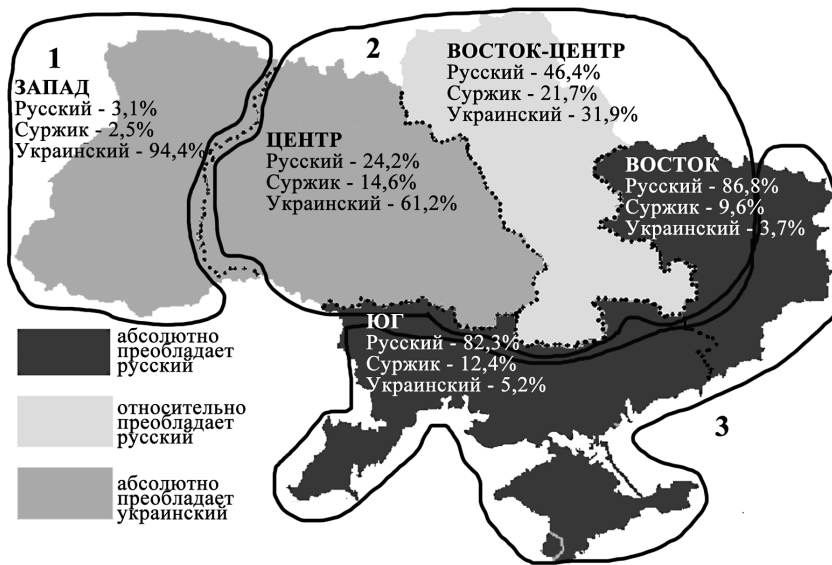 1
ЗАПАД
Русский - 3,1%
Суржик - 2,5%
Украинский - 94,4%
2
ЦЕНТР
Русский - 24,2%
Суржик - 14,6%
Украинский - 61,2%
ВОСТОК-ЦЕНТР
Русский - 46,4%
Суржик - 21,7%
Украинский - 31,9%
ВОСТОК
Русский - 86,8%
Суржик - 9,6%
Украинский - 3,7%
ЮГ
Русский - 82,3%
Суржик - 12,4%
Украинский - 5,2%
3
абсолютно
преобладает
русский
относительно
преобладает
русский
абсолютно
преобладает
украинский